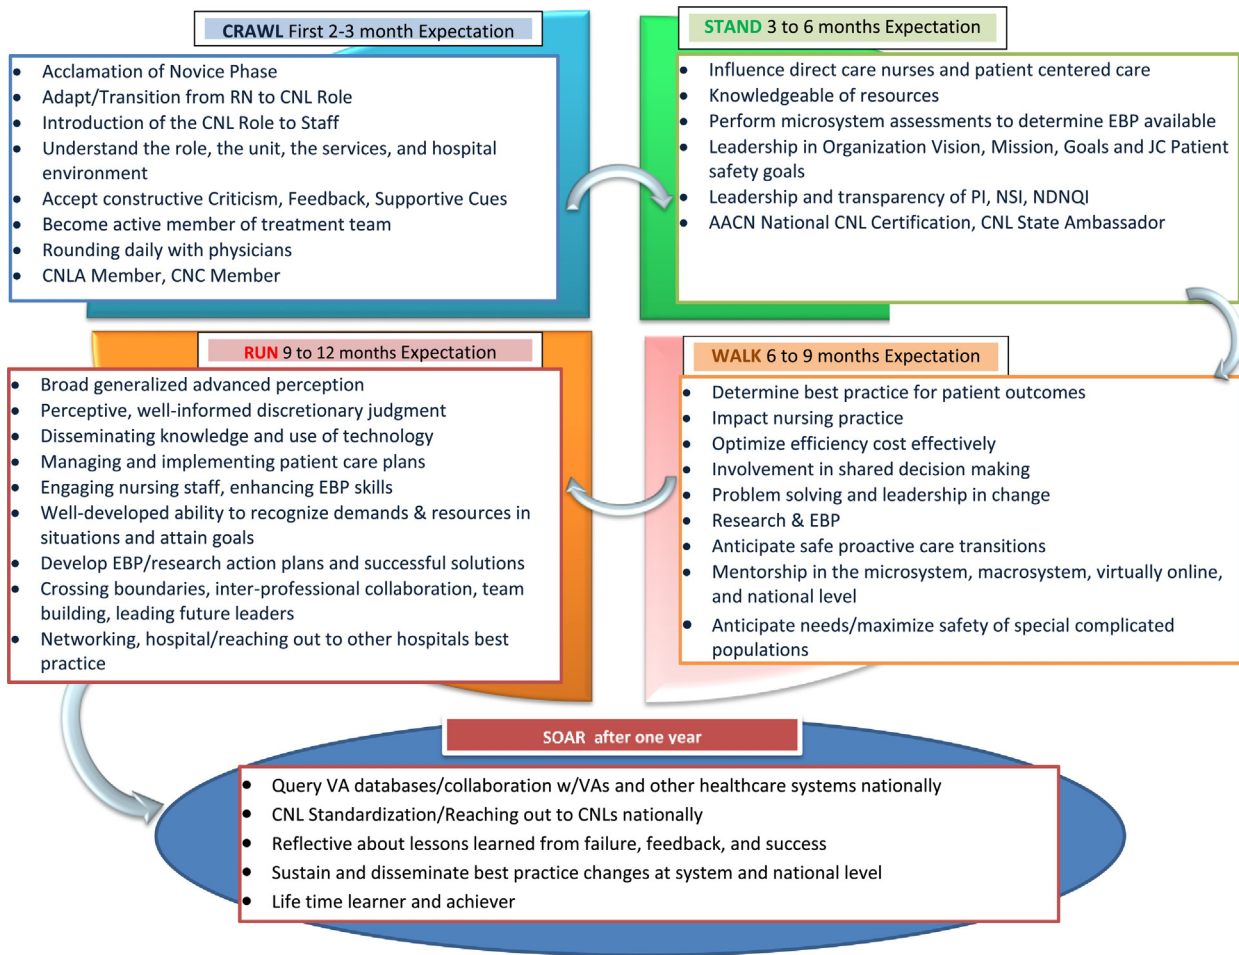 CRAWL First 2-3 month Expectation
• Acclamation of Novice Phase
• Adapt/Transition from RN to CNL Role
• Introduction of the CNL Role to Staff
• Understand the role, the unit, the services, and hospital
environment
• Accept constructive Criticism, Feedback, Supportive Cues
• Become active member of treatment team
• Rounding daily with physicians
• CNLA Member, CNC Member
STAND 3 to 6 months Expectation
• Influence direct care nurses and patient centered care
• Knowledgeable of resources
• Perform microsystem assessments to determine EBP available
• Leadership in Organization Vision, Mission, Goals and JC Patient
safety goals
• Leadership and transparency of PI, NSI, NDNQI
• AACN National CNL Certification, CNL State Ambassador
WALK 6 to 9 months Expectation
• Determine best practice for patient outcomes
• Impact nursing practice
• Optimize efficiency cost effectively
• Involvement in shared decision making
• Problem solving and leadership in change
• Research & EBP
• Anticipate safe proactive care transitions
• Mentorship in the microsystem, macrosystem, virtually online,
and national level
• Anticipate needs/maximize safety of special complicated
populations
RUN 9 to 12 months Expectation
• Broad generalized advanced perception
• Perceptive, well-informed discretionary judgment
• Disseminating knowledge and use of technology
• Managing and implementing patient care plans
• Engaging nursing staff, enhancing EBP skills
• Well-developed ability to recognize demands & resources in
situations and attain goals
• Develop EBP/research action plans and successful solutions
• Crossing boundaries, inter-professional collaboration, team
building, leading future leaders
• Networking, hospital/reaching out to other hospitals best
practice
SOAR after one year
• Query VA databases/collaboration w/VAs and other healthcare systems nationally
• CNL Standardization/Reaching out to CNLs nationally
• Reflective about lessons learned from failure, feedback, and success
• Sustain and disseminate best practice changes at system and national level
• Life time learner and achiever